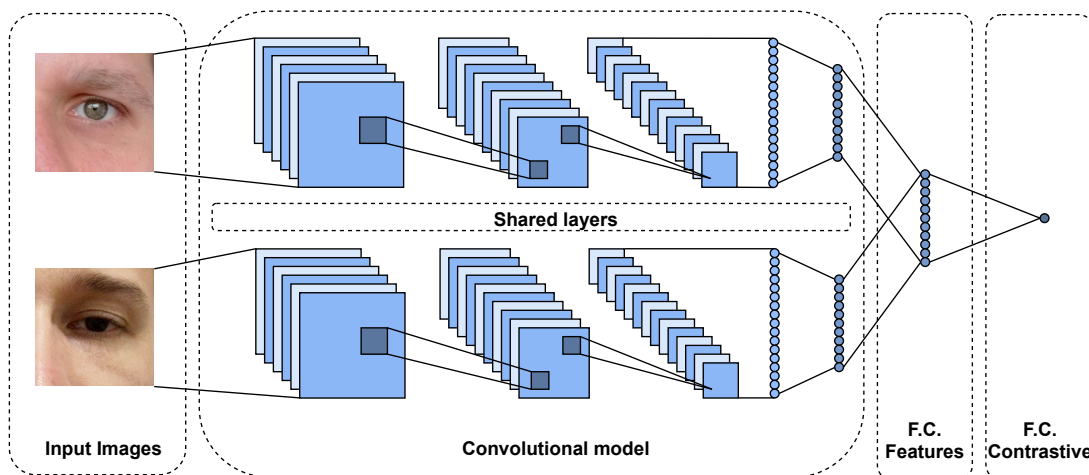 Shared layers
Input Images
Convolutional model
F.C.
Features
F.C.
Contrastive